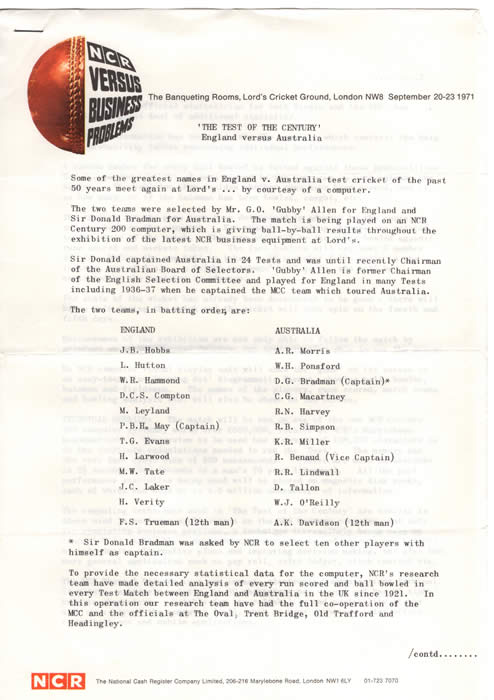 NCR
VERSUS
BUSINESS
PROBLEMS
The Banqueting Rooms, Lord's Cricket Ground, London NW8 September 20-23 1971
'THE TEST OF THE CENTURY'
England versus Australia
Some of the greatest names in England v. Australia test cricket of the past
50 years meet again at Lord's ... by courtesy of a computer.
The two teams were selected by Mr. G.O. 'Gubby' Allen for England and
Sir Donald Bradman for Australia. The match is being played on an NCR
Century 200 computer, which is giving ball-by-ball results throughout the
exhibition of the latest NCR business equipment at Lord's.
Sir Donald captained Australia in 24 Tests and was until recently Chairman
of the Australian Board of Selectors. 'Gubby' Allen is former Chairman
of the English Selection Committee and played for England in many Tests
including 1936-37 when he captained the MCC team which toured Australia.
The two teams, in batting order, are:
ENGLAND AUSTRALIA
J.B. Hobbs A.R. Morris
L. Hutton W.H. Ponsford
W.R. Hammond D.G. Bradman (Captain)*
D.C.S. Compton C.G. Macartney
M. Leyland R.N. Harvey
P.B.H. May (Captain) R.B. Simpson
T.G. Evans K.R. Miller
H. Larwood R. Benaud (Vice Captain)
M.W. Tate R.R. Lindwall
J.C. Laker D. Tallon
H. Verity W.J. O'Reilly
F.S. Trueman (12th man) A.K. Davidson (12th man)
* Sir Donald Bradman was asked by NCR to select ten other players with
himself as captain.
To provide the necessary statistical data for the computer, NCR's research
team have made detailed analysis of every run scored and ball bowled in
every Test Match between England and Australia in the UK since 1921. In
this operation our research team have had the full co-operation of the
MCC and the officials at The Oval, Trent Bridge, Old Trafford and
Headingley.
/contd........
NCR The National Cash Register Company Limited, 206-216 Marylebone Road, London NW1 6LY 01-723 7070